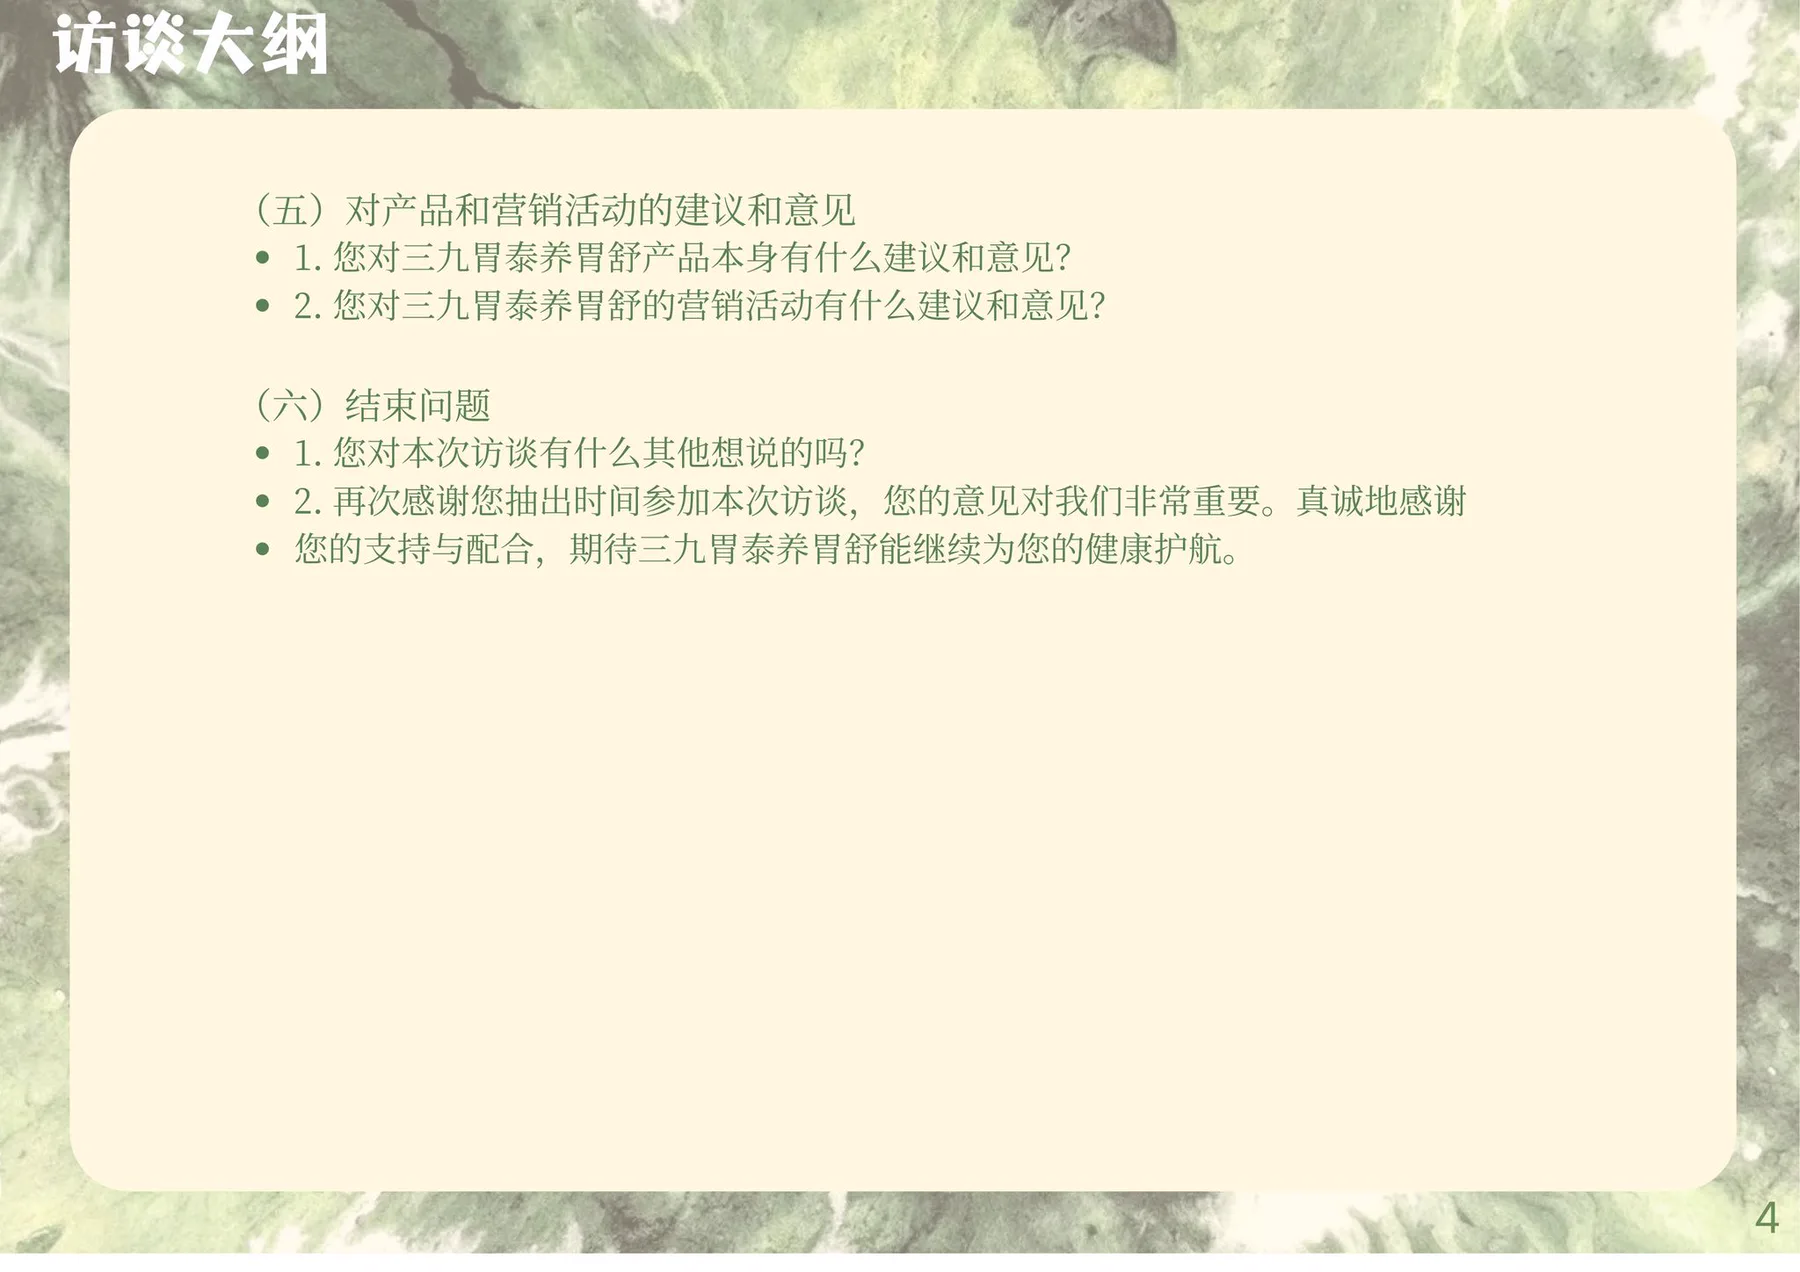 访谈大纲
（五）对产品和营销活动的建议和意见
• 1. 您对三九胃泰养胃舒产品本身有什么建议和意见？
• 2. 您对三九胃泰养胃舒的营销活动有什么建议和意见？
（六）结束问题
• 1. 您对本次访谈有什么其他想说的吗？
• 2. 再次感谢您抽出时间参加本次访谈，您的意见对我们非常重要。真诚地感谢
• 您的支持与配合，期待三九胃泰养胃舒能继续为您的健康护航。
4